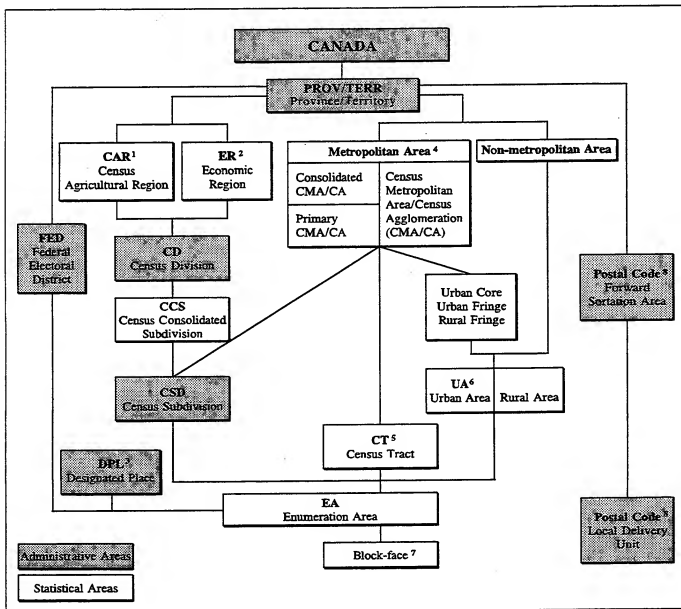 CANADA
PROV/TERR
Province/Territory
CAR¹
Census
Agricultural Region
ER²
Economic
Region
Metropolitan Area⁴
Consolidated
CMA/CA
Primary
CMA/CA
Census
Metropolitan
Area/Census
Agglomeration
(CMA/CA)
Non-metropolitan Area
FED
Federal
Electoral
District
CD
Census Division
CCS
Census Consolidated
Subdivision
Urban Core
Urban Fringe
Rural Fringe
Postal Code⁸
Forward
Sortation Area
CSD
Census Subdivision
UA⁶
Urban Area
Rural Area
CT⁵
Census Tract
DPL³
Designated Place
EA
Enumeration Area
Postal Code⁸
Local Delivery
Unit
Block-face⁷
Administrative Areas
Statistical Areas